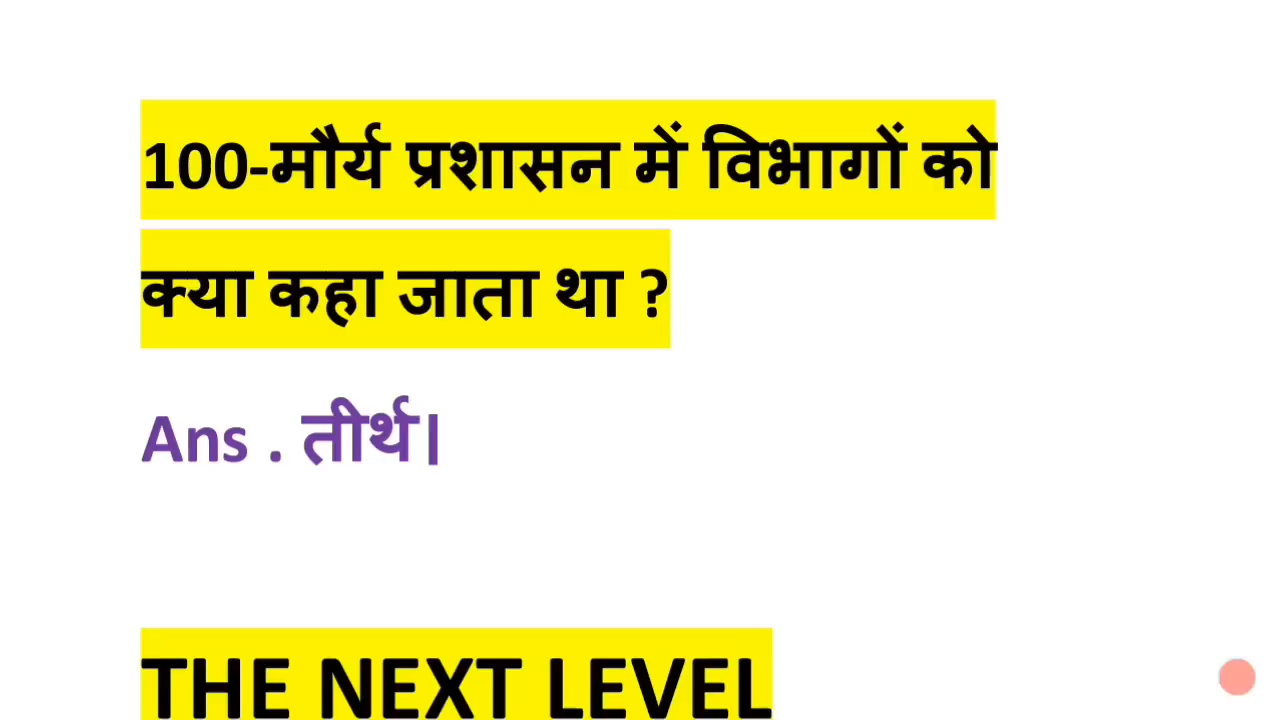 100-मौर्य प्रशासन में विभागों को
क्या कहा जाता था ?
Ans . तीर्थ।
THE NEXT LEVEL